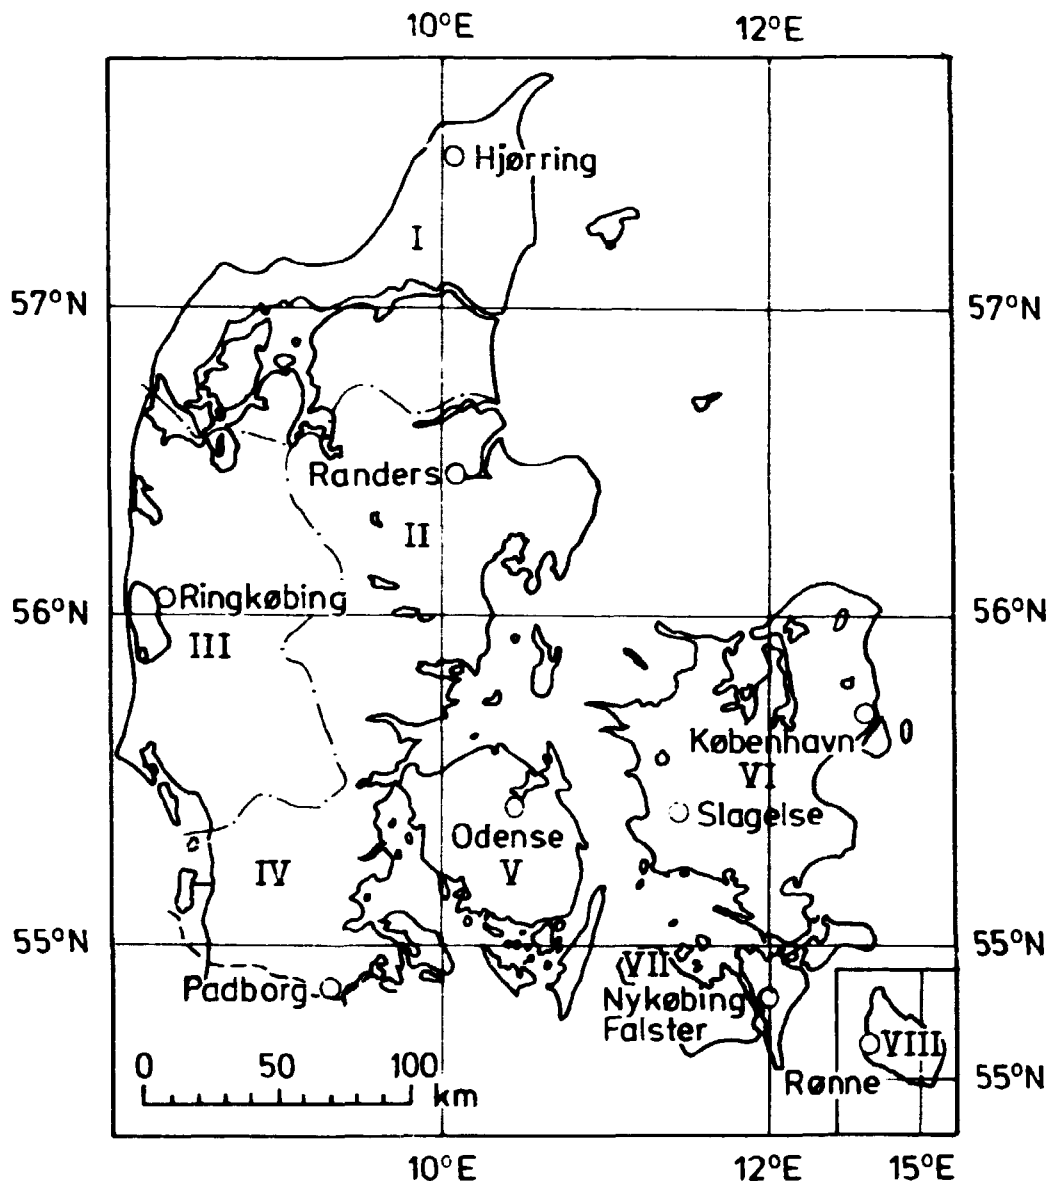 10°E 12°E
Hjørring
I
57°N 57°N
Randers
II
Ringkøbing
56°N 56°N
III
København
VI
Slagelse
Odense
IV V
55°N 55°N
VII
Padborg Nykøbing
Falster
VIII
0 50 100
km
Rønne 55°N
10°E 12°E 15°E